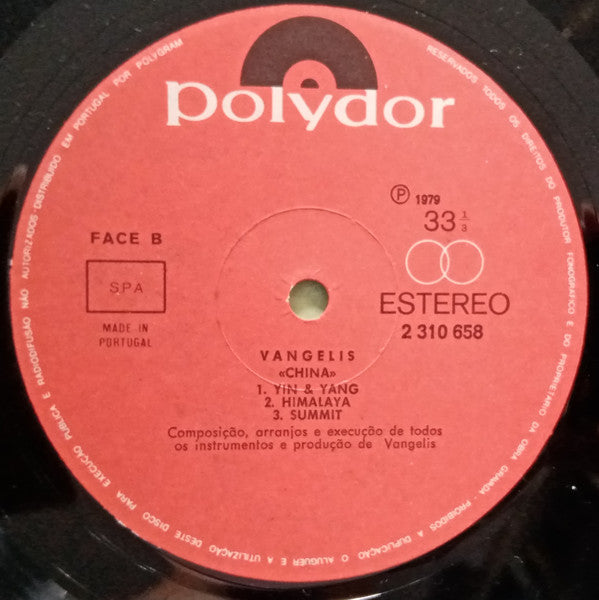 polydor
Ⓟ 1979
33 1/3
FACE B
SPA
ESTEREO
2 310 658
MADE IN
PORTUGAL
VANGELIS
«CHINA»
1. YIN & YANG
2. HIMALAYA
3. SUMMIT
Composição, arranjos e execução de todos
os instrumentos e produção de Vangelis
RESERVADOS TODOS OS DIREITOS DO PRODUTOR FONOGRÁFICO E DO PROPRIETÁRIO DA OBRA GRAVADA. PROIBIDOS A DUPLICAÇÃO, O ALUGUER E A UTILIZAÇÃO DESTE DISCO PARA EXECUÇÃO PÚBLICA E RADIODIFUSÃO NÃO AUTORIZADOS DISTRIBUÍDO EM PORTUGAL POR POLYGRAM